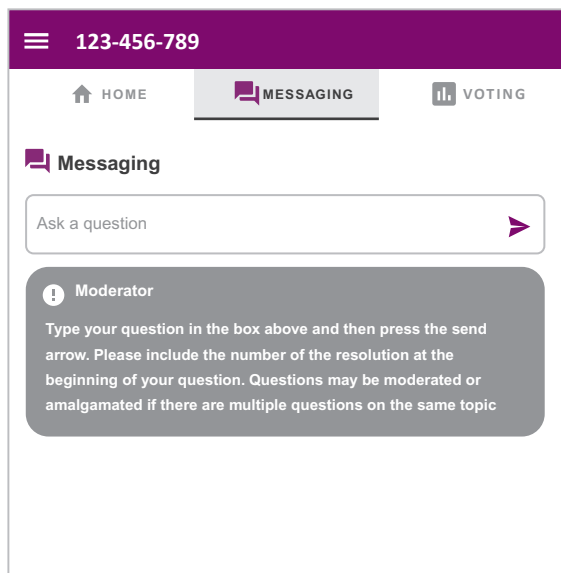 123-456-789
HOME
MESSAGING
VOTING
Messaging
Ask a question
Moderator
Type your question in the box above and then press the send
arrow. Please include the number of the resolution at the
beginning of your question. Questions may be moderated or
amalgamated if there are multiple questions on the same topic